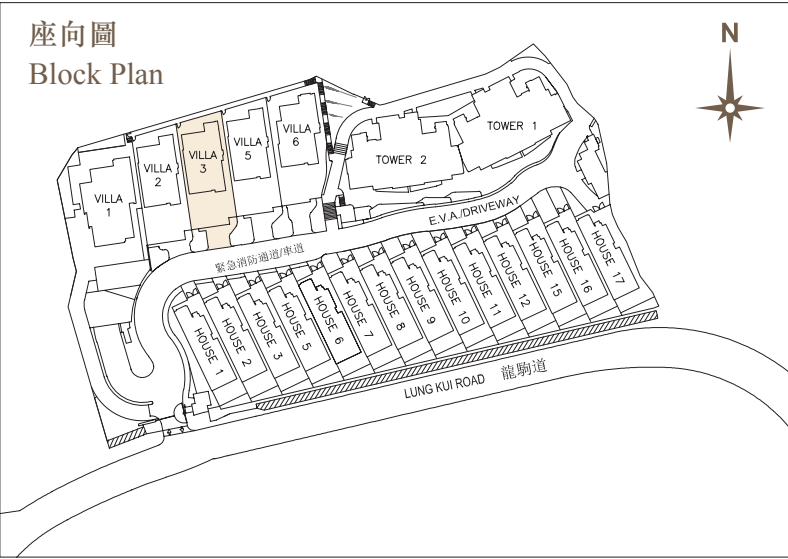 座向圖
Block Plan
N
VILLA
1
VILLA
2
VILLA
3
VILLA
5
VILLA
6
TOWER 2
TOWER 1
E.V.A./DRIVEWAY
緊急消防通道/車道
HOUSE 1
HOUSE 2
HOUSE 3
HOUSE 5
HOUSE 6
HOUSE 7
HOUSE 8
HOUSE 9
HOUSE 10
HOUSE 11
HOUSE 12
HOUSE 15
HOUSE 16
HOUSE 17
LUNG KUI ROAD 龍駒道